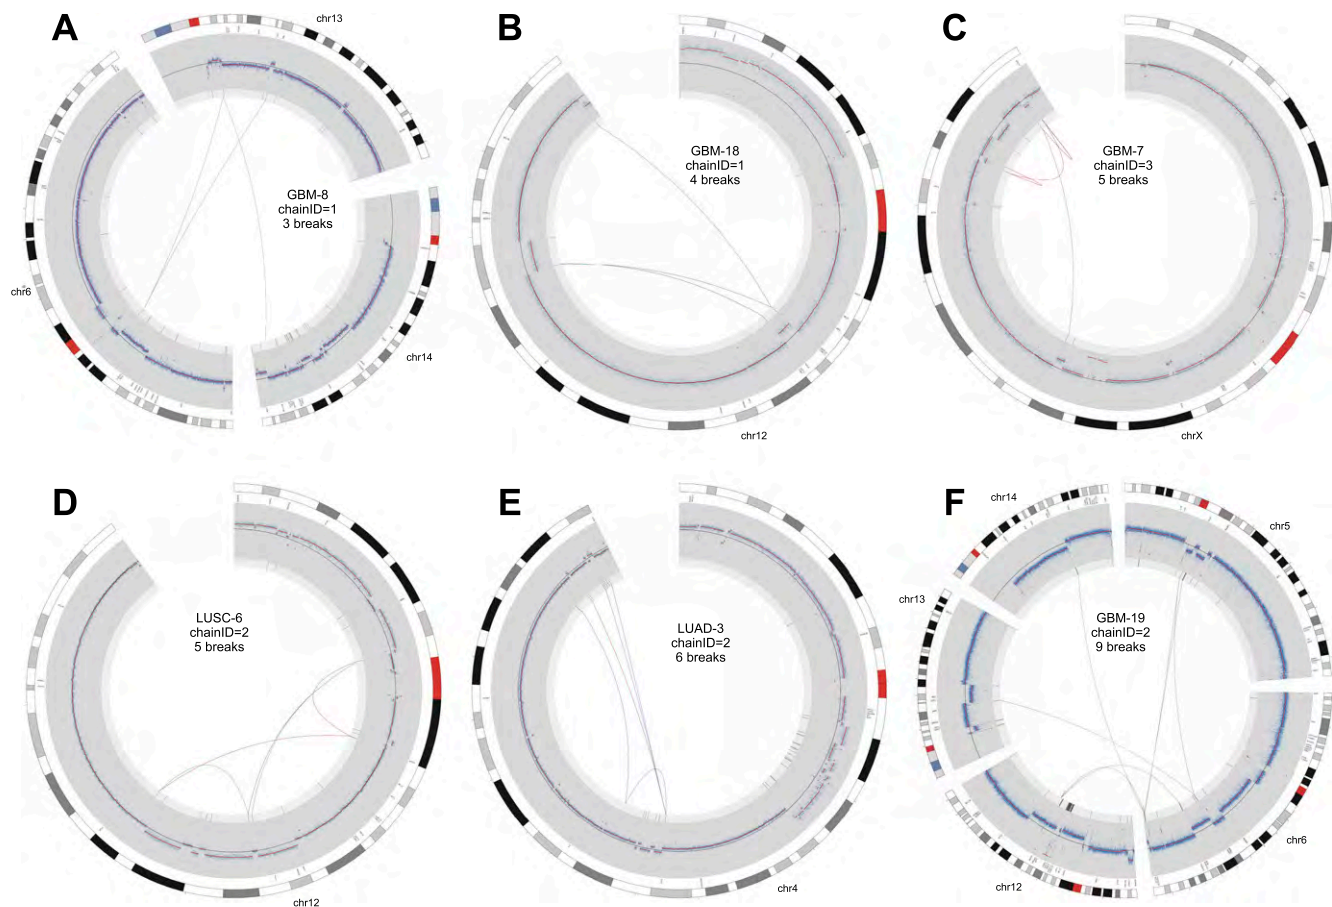 A
chr13
chr6
GBM-8
chainID=1
3 breaks
chr14
B
GBM-18
chainID=1
4 breaks
chr12
C
GBM-7
chainID=3
5 breaks
chrX
D
LUSC-6
chainID=2
5 breaks
chr12
E
LUAD-3
chainID=2
6 breaks
chr4
F
chr14
chr5
chr13
GBM-19
chainID=2
9 breaks
chr6
chr12